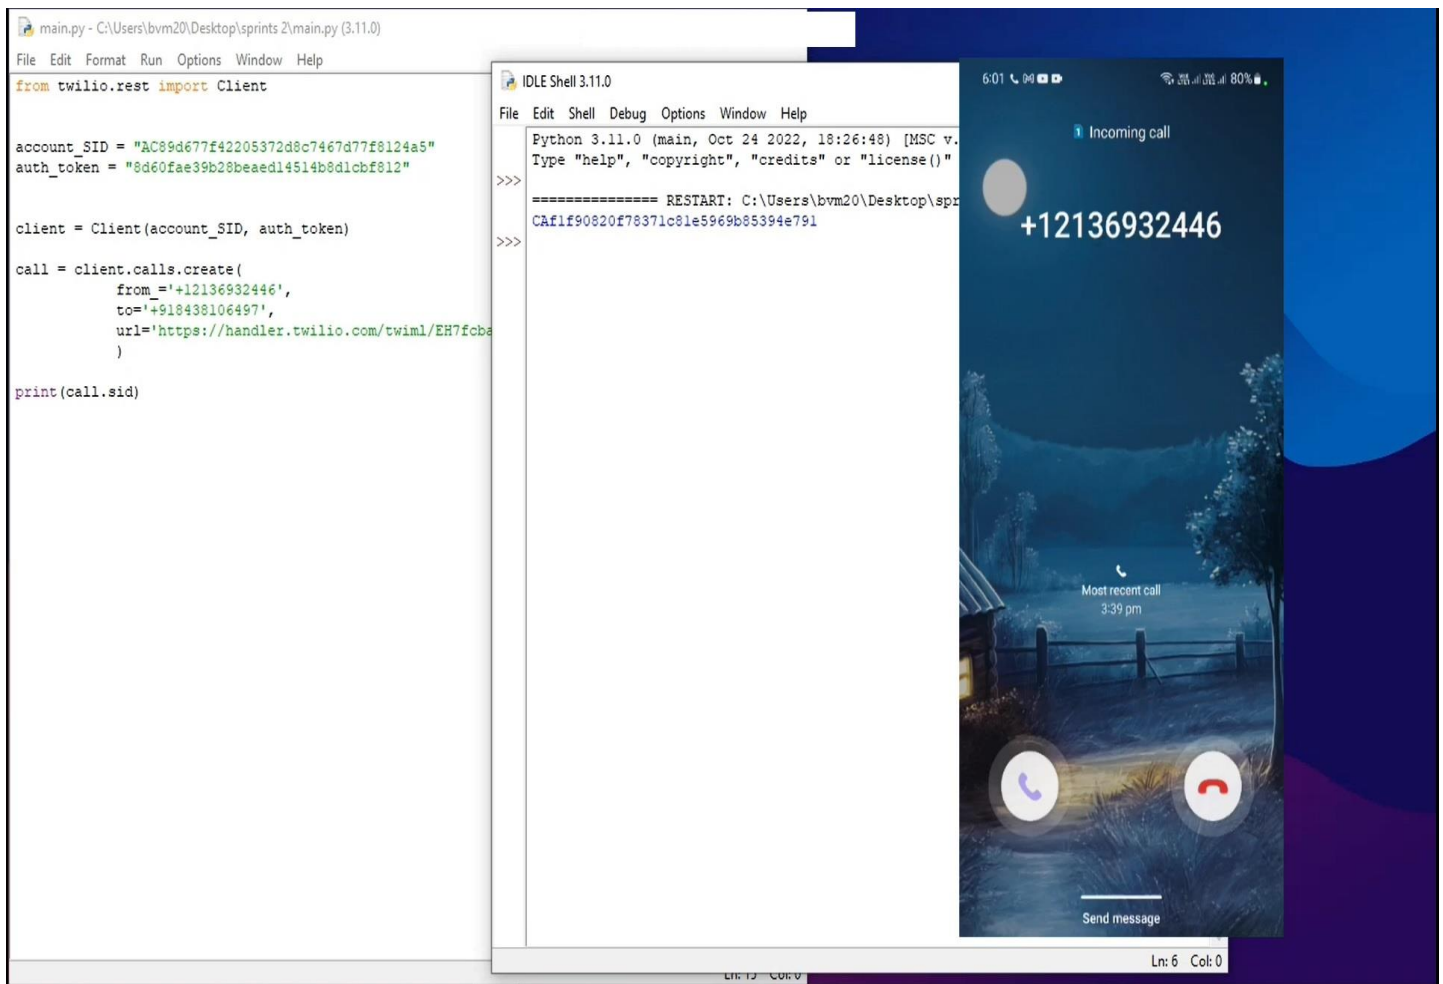 main.py - C:\Users\bvm20\Desktop\sprints 2\main.py (3.11.0)
File Edit Format Run Options Window Help
from twilio.rest import Client
account_SID = "AC89d677f42205372d8c7467d77f8124a5"
auth_token = "8d60fae39b28beaed14514b8d1cbf812"
client = Client(account_SID, auth_token)
call = client.calls.create(
from_='+12136932446',
to='+918438106497',
url='https://handler.twilio.com/twiml/EH7fcba
)
print(call.sid)
IDLE Shell 3.11.0
File Edit Shell Debug Options Window Help
Python 3.11.0 (main, Oct 24 2022, 18:26:48) [MSC v.
Type "help", "copyright", "credits" or "license()"
>>>
=============== RESTART: C:\Users\bvm20\Desktop\spr
CAf1f90820f78371c81e5969b85394e791
>>>
Ln: 6 Col: 0
6:01 80%
1 Incoming call
+12136932446
Most recent call
3:39 pm
Send message